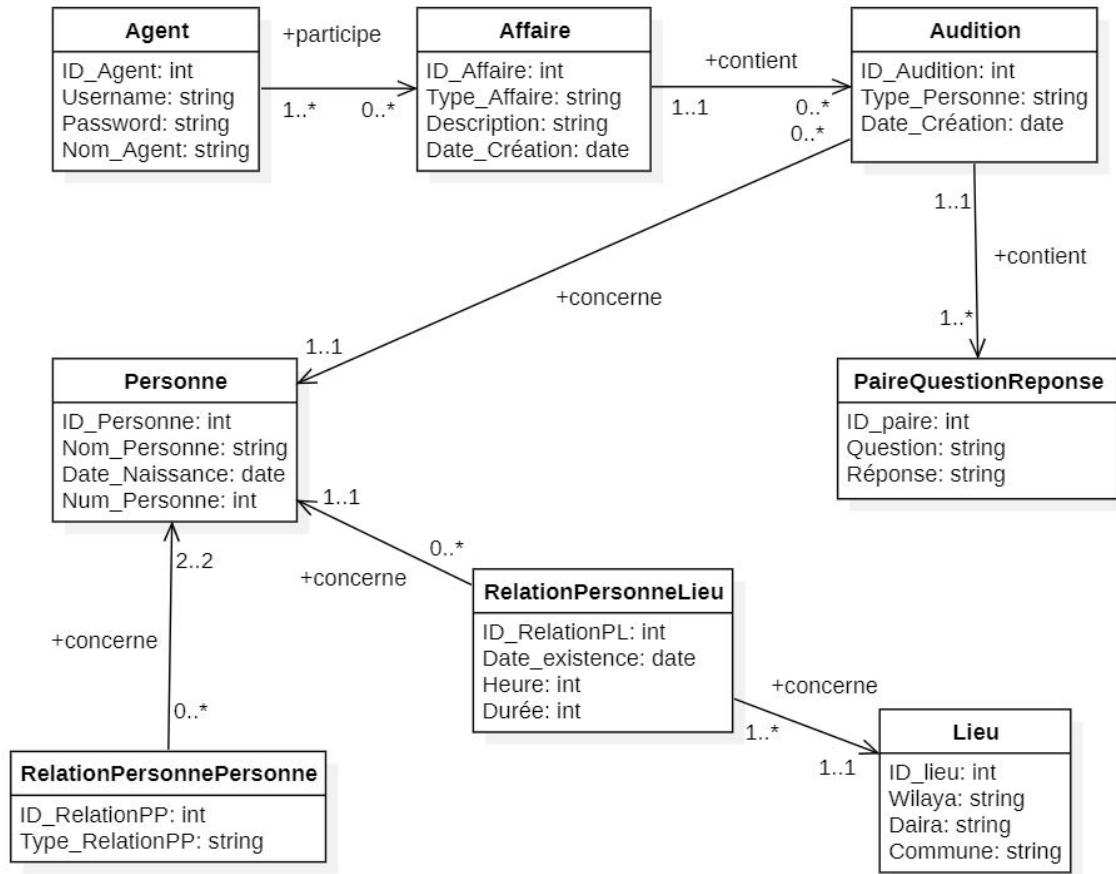 Agent
ID_Agent: int
Username: string
Password: string
Nom_Agent: string
+participe
1..*
0..*
Affaire
ID_Affaire: int
Type_Affaire: string
Description: string
Date_Création: date
+contient
1..1
0..*
0..*
Audition
ID_Audition: int
Type_Personne: string
Date_Création: date
1..1
+contient
1..*
+concerne
1..1
Personne
ID_Personne: int
Nom_Personne: string
Date_Naissance: date
Num_Personne: int
PaireQuestionReponse
ID_paire: int
Question: string
Réponse: string
1..1
0..*
+concerne
2..2
+concerne
0..*
RelationPersonneLieu
ID_RelationPL: int
Date_existence: date
Heure: int
Durée: int
+concerne
1..*
1..1
RelationPersonnePersonne
ID_RelationPP: int
Type_RelationPP: string
Lieu
ID_lieu: int
Wilaya: string
Daira: string
Commune: string